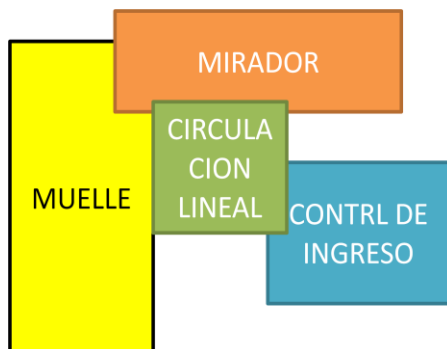 MIRADOR
CIRCULA
CION
LINEAL
MUELLE
CONTRL DE
INGRESO